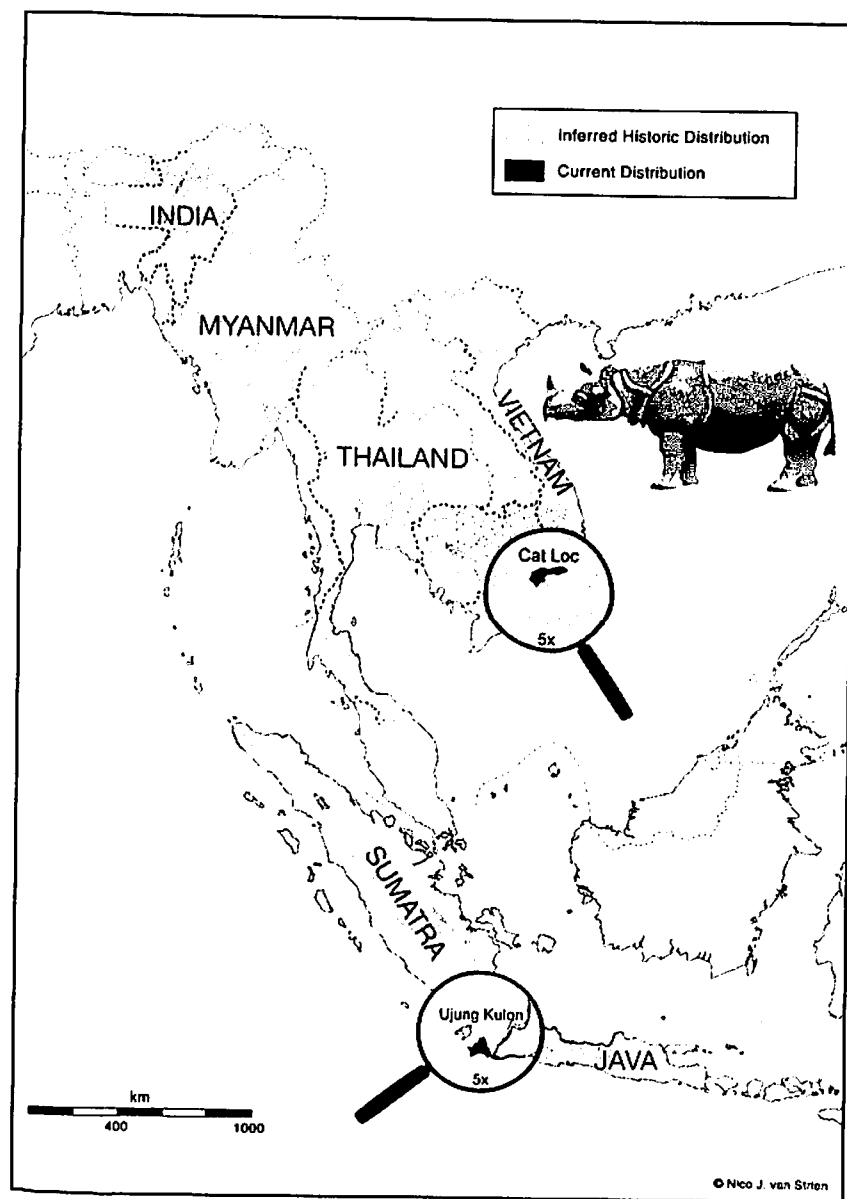 Inferred Historic Distribution
Current Distribution
INDIA
MYANMAR
THAILAND
VIETNAM
Cat Loc
5x
SUMATRA
Ujung Kulon
5x
JAVA
km
400
1000
© Nico J. van Strien